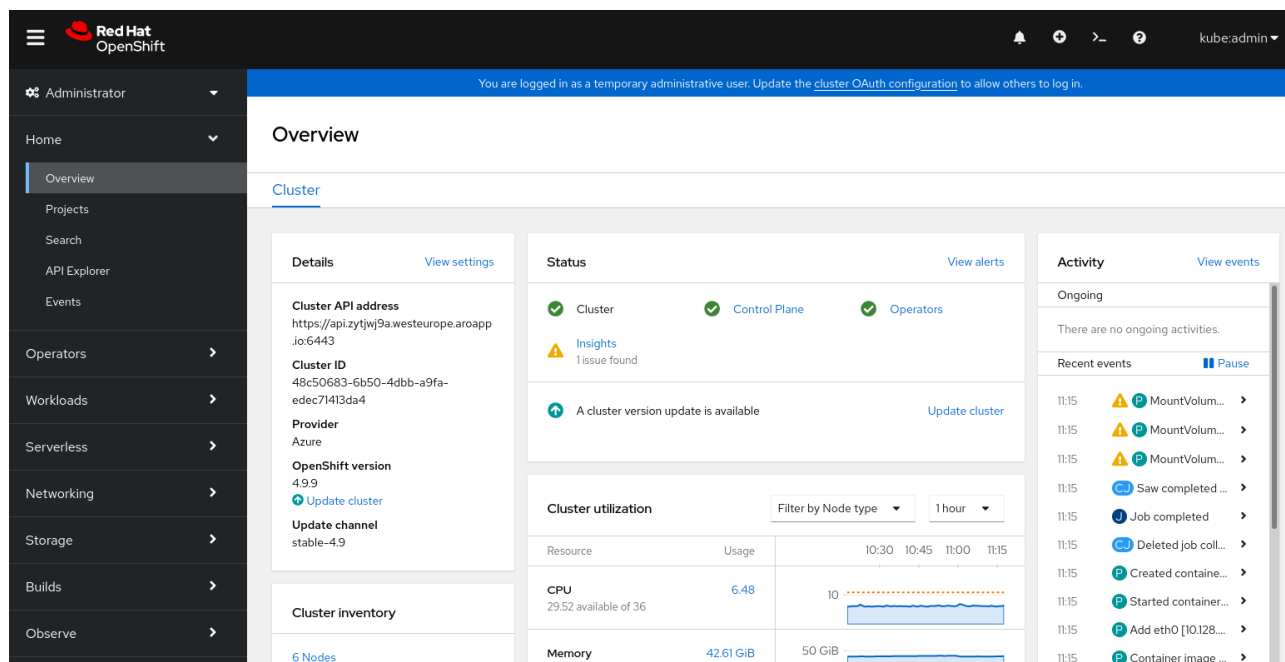 Red Hat
OpenShift
kube:admin
You are logged in as a temporary administrative user. Update the cluster OAuth configuration to allow others to log in.
Administrator
Home
Overview
Projects
Search
API Explorer
Events
Operators
Workloads
Serverless
Networking
Storage
Builds
Observe
Overview
Cluster
Details
View settings
Cluster API address
https://api.zytjwj9a.westeurope.aroapp
.io:6443
Cluster ID
48c50683-6b50-4dbb-a9fa-
edec71413da4
Provider
Azure
OpenShift version
4.9.9
Update cluster
Update channel
stable-4.9
Cluster inventory
6 Nodes
Status
View alerts
Cluster
Control Plane
Operators
Insights
1 issue found
A cluster version update is available
Update cluster
Cluster utilization
Filter by Node type
1 hour
Resource
Usage
10:30 10:45 11:00 11:15
CPU
6.48
29.52 available of 36
10
Memory
42.61 GiB
50 GiB
Activity
View events
Ongoing
There are no ongoing activities.
Recent events
Pause
11:15 P MountVolum...
11:15 P MountVolum...
11:15 P MountVolum...
11:15 CJ Saw completed ...
11:15 J Job completed
11:15 CJ Deleted job coll...
11:15 P Created containe...
11:15 P Started container...
11:15 P Add eth0 [10.128....
11:15 P Container image ...